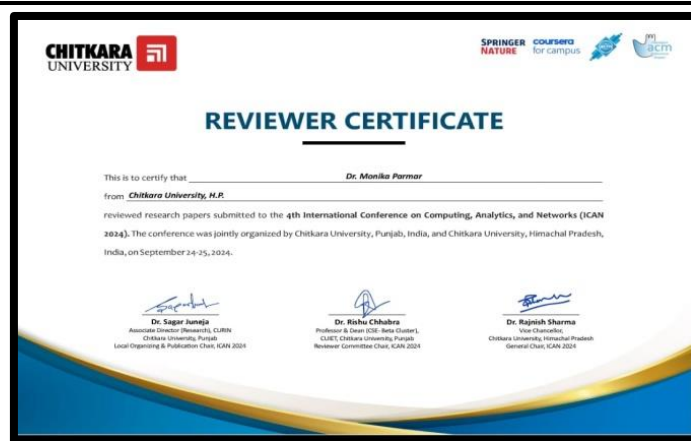 CHITKARA
UNIVERSITY
SPRINGER NATURE
coursera for campus
acm
REVIEWER CERTIFICATE
This is to certify that Dr. Monika Parmar
from Chitkara University, H.P.
reviewed research papers submitted to the 4th International Conference on Computing, Analytics, and Networks (ICAN
2024). The conference was jointly organized by Chitkara University, Punjab, India, and Chitkara University, Himachal Pradesh,
India, on September 24-25, 2024.
Dr. Sagar Juneja
Associate Director (Research), CURIN
Chitkara University, Punjab
Local Organizing & Publication Chair, ICAN 2024
Dr. Rishu Chhabra
Professor & Dean (CSE- Beta Cluster),
CUIET, Chitkara University, Punjab
Reviewer Committee Chair, ICAN 2024
Dr. Rajnish Sharma
Vice Chancellor,
Chitkara University, Himachal Pradesh
General Chair, ICAN 2024